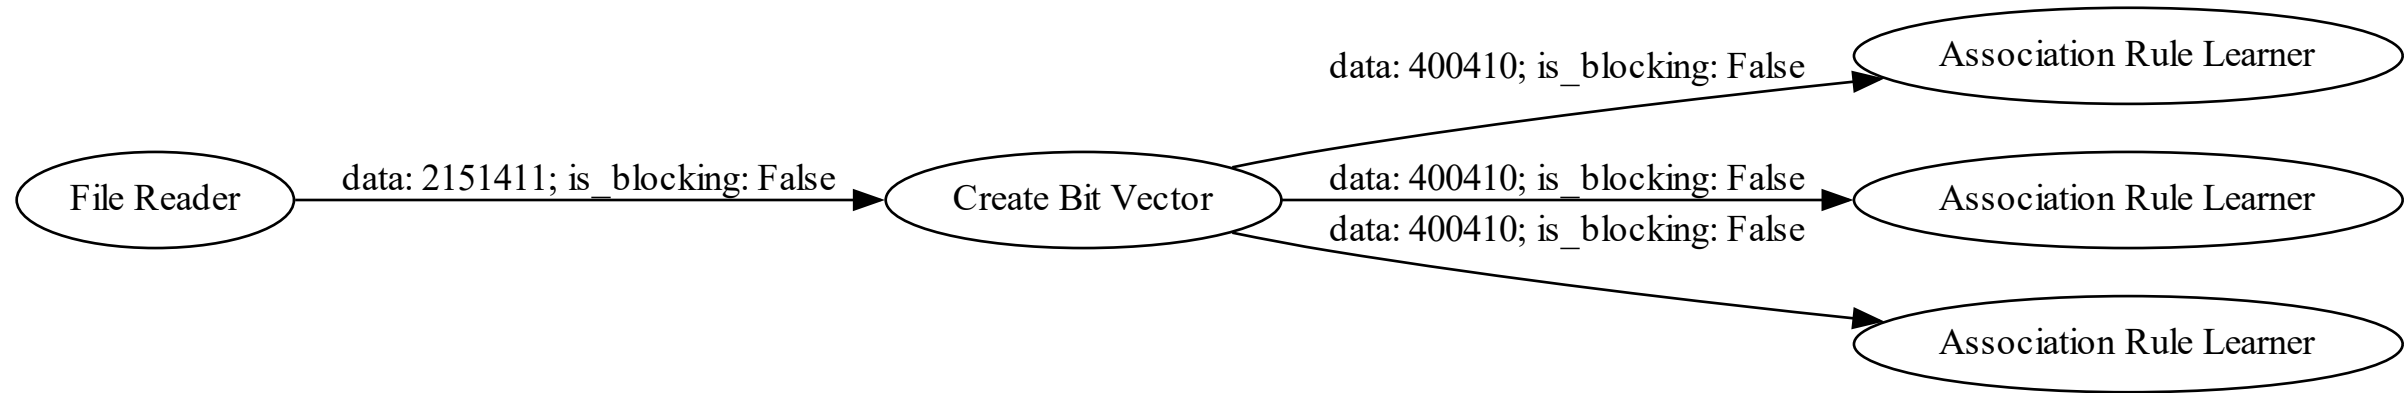 File Reader
data: 2151411; is_blocking: False
Create Bit Vector
data: 400410; is_blocking: False
Association Rule Learner
data: 400410; is_blocking: False
Association Rule Learner
data: 400410; is_blocking: False
Association Rule Learner